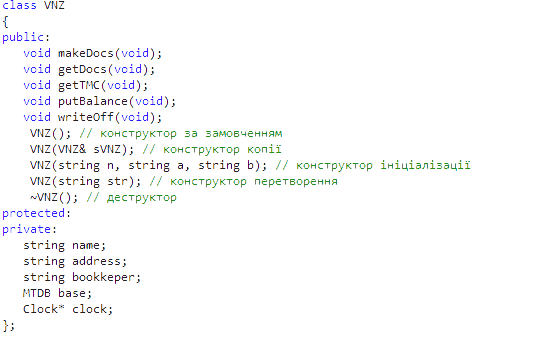 class VNZ
{
public:
   void makeDocs(void);
   void getDocs(void);
   void getTMC(void);
   void putBalance(void);
   void writeOff(void);
    VNZ(); // конструктор за замовченням
    VNZ(VNZ& sVNZ); // конструктор копії
    VNZ(string n, string a, string b); // конструктор ініціалізації
    VNZ(string str); // конструктор перетворення
    ~VNZ(); // деструктор
protected:
private:
   string name;
   string address;
   string bookkeper;
   MTDB base;
   Clock* clock;
};